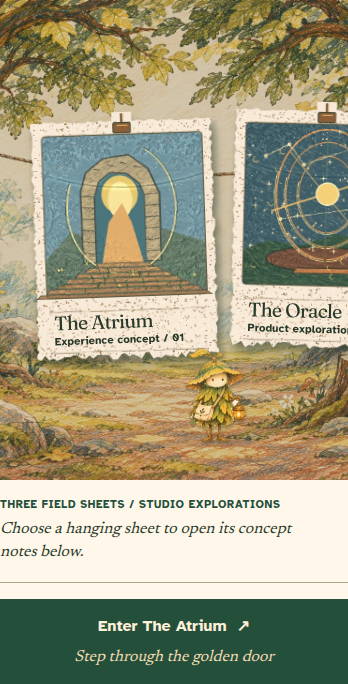 The Atrium
Experience concept / 01
The Oracle
Product exploration
THREE FIELD SHEETS / STUDIO EXPLORATIONS
Choose a hanging sheet to open its concept
notes below.
Enter The Atrium ↗
Step through the golden door